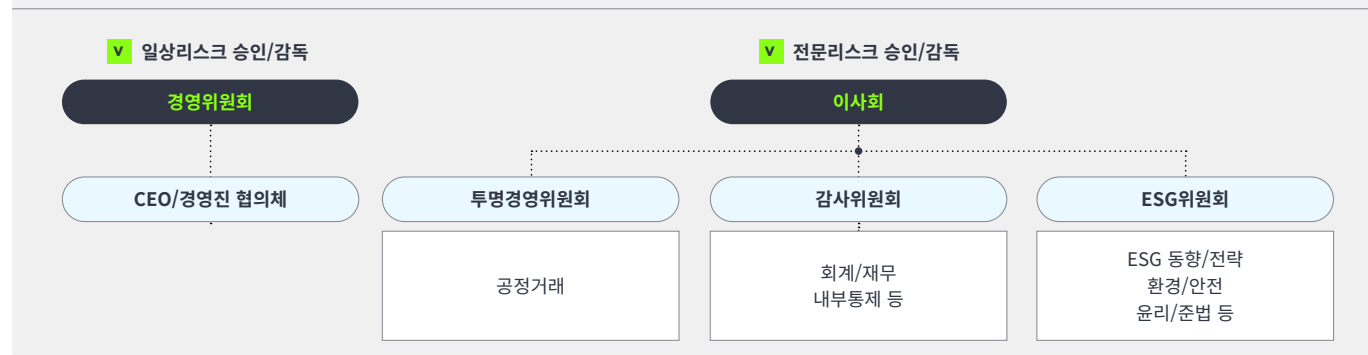 V 일상리스크 승인/감독
경영위원회
CEO/경영진 협의체
V 전문리스크 승인/감독
이사회
투명경영위원회
공정거래
감사위원회
회계/재무
내부통제 등
ESG위원회
ESG 동향/전략
환경/안전
윤리/준법 등